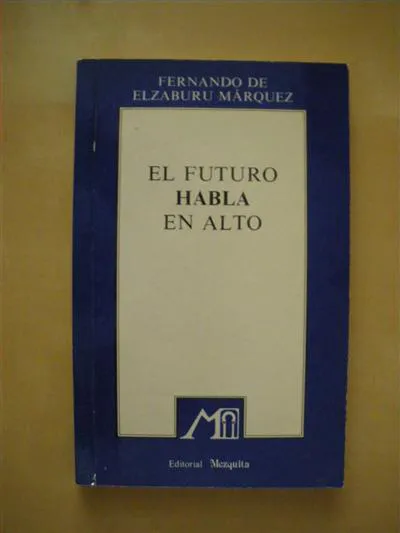 FERNANDO DE
ELZABURU MÁRQUEZ
EL FUTURO
HABLA
EN ALTO
M
Editorial Mezquita